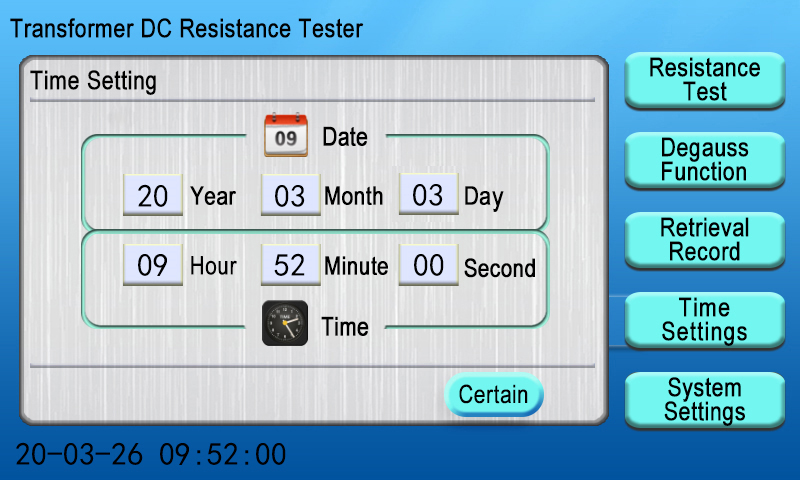 Transformer DC Resistance Tester
Time Setting
09 Date
20 Year 03 Month 03 Day
09 Hour 52 Minute 00 Second
Time
Certain
Resistance
Test
Degauss
Function
Retrieval
Record
Time
Settings
System
Settings
20-03-26 09:52:00